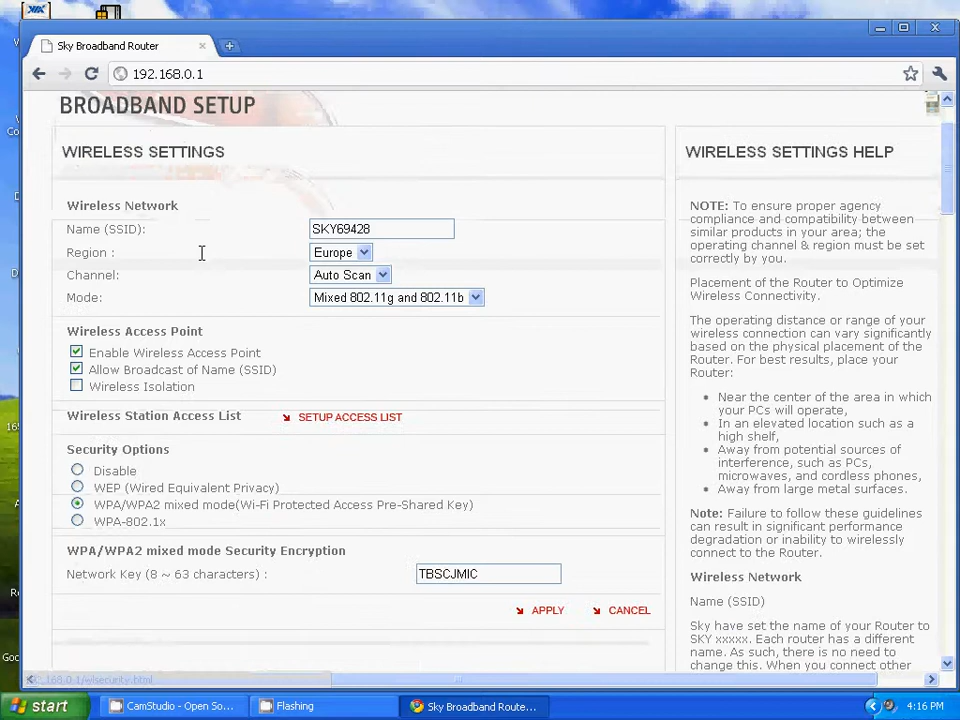 Sky Broadband Router
192.168.0.1
BROADBAND SETUP
WIRELESS SETTINGS
Wireless Network
Name (SSID): SKY69428
Region : Europe
Channel: Auto Scan
Mode: Mixed 802.11g and 802.11b
Wireless Access Point
Enable Wireless Access Point
Allow Broadcast of Name (SSID)
Wireless Isolation
Wireless Station Access List SETUP ACCESS LIST
Security Options
Disable
WEP (Wired Equivalent Privacy)
WPA/WPA2 mixed mode(Wi-Fi Protected Access Pre-Shared Key)
WPA-802.1x
WPA/WPA2 mixed mode Security Encryption
Network Key (8 ~ 63 characters) : TBSCJMIC
APPLY CANCEL
WIRELESS SETTINGS HELP
NOTE: To ensure proper agency
compliance and compatibility between
similar products in your area; the
operating channel & region must be set
correctly by you.
Placement of the Router to Optimize
Wireless Connectivity.
The operating distance or range of your
wireless connection can vary significantly
based on the physical placement of the
Router. For best results, place your
Router:
Near the center of the area in which
your PCs will operate,
In an elevated location such as a
high shelf,
Away from potential sources of
interference, such as PCs,
microwaves, and cordless phones,
Away from large metal surfaces.
Note: Failure to follow these guidelines
can result in significant performance
degradation or inability to wirelessly
connect to the Router.
Wireless Network
Name (SSID)
Sky have set the name of your Router to
SKY xxxxx. Each router has a different
name. As such, there is no need to
change this. When you connect other
start CamStudio - Open So... Flashing Sky Broadband Route... 4:16 PM